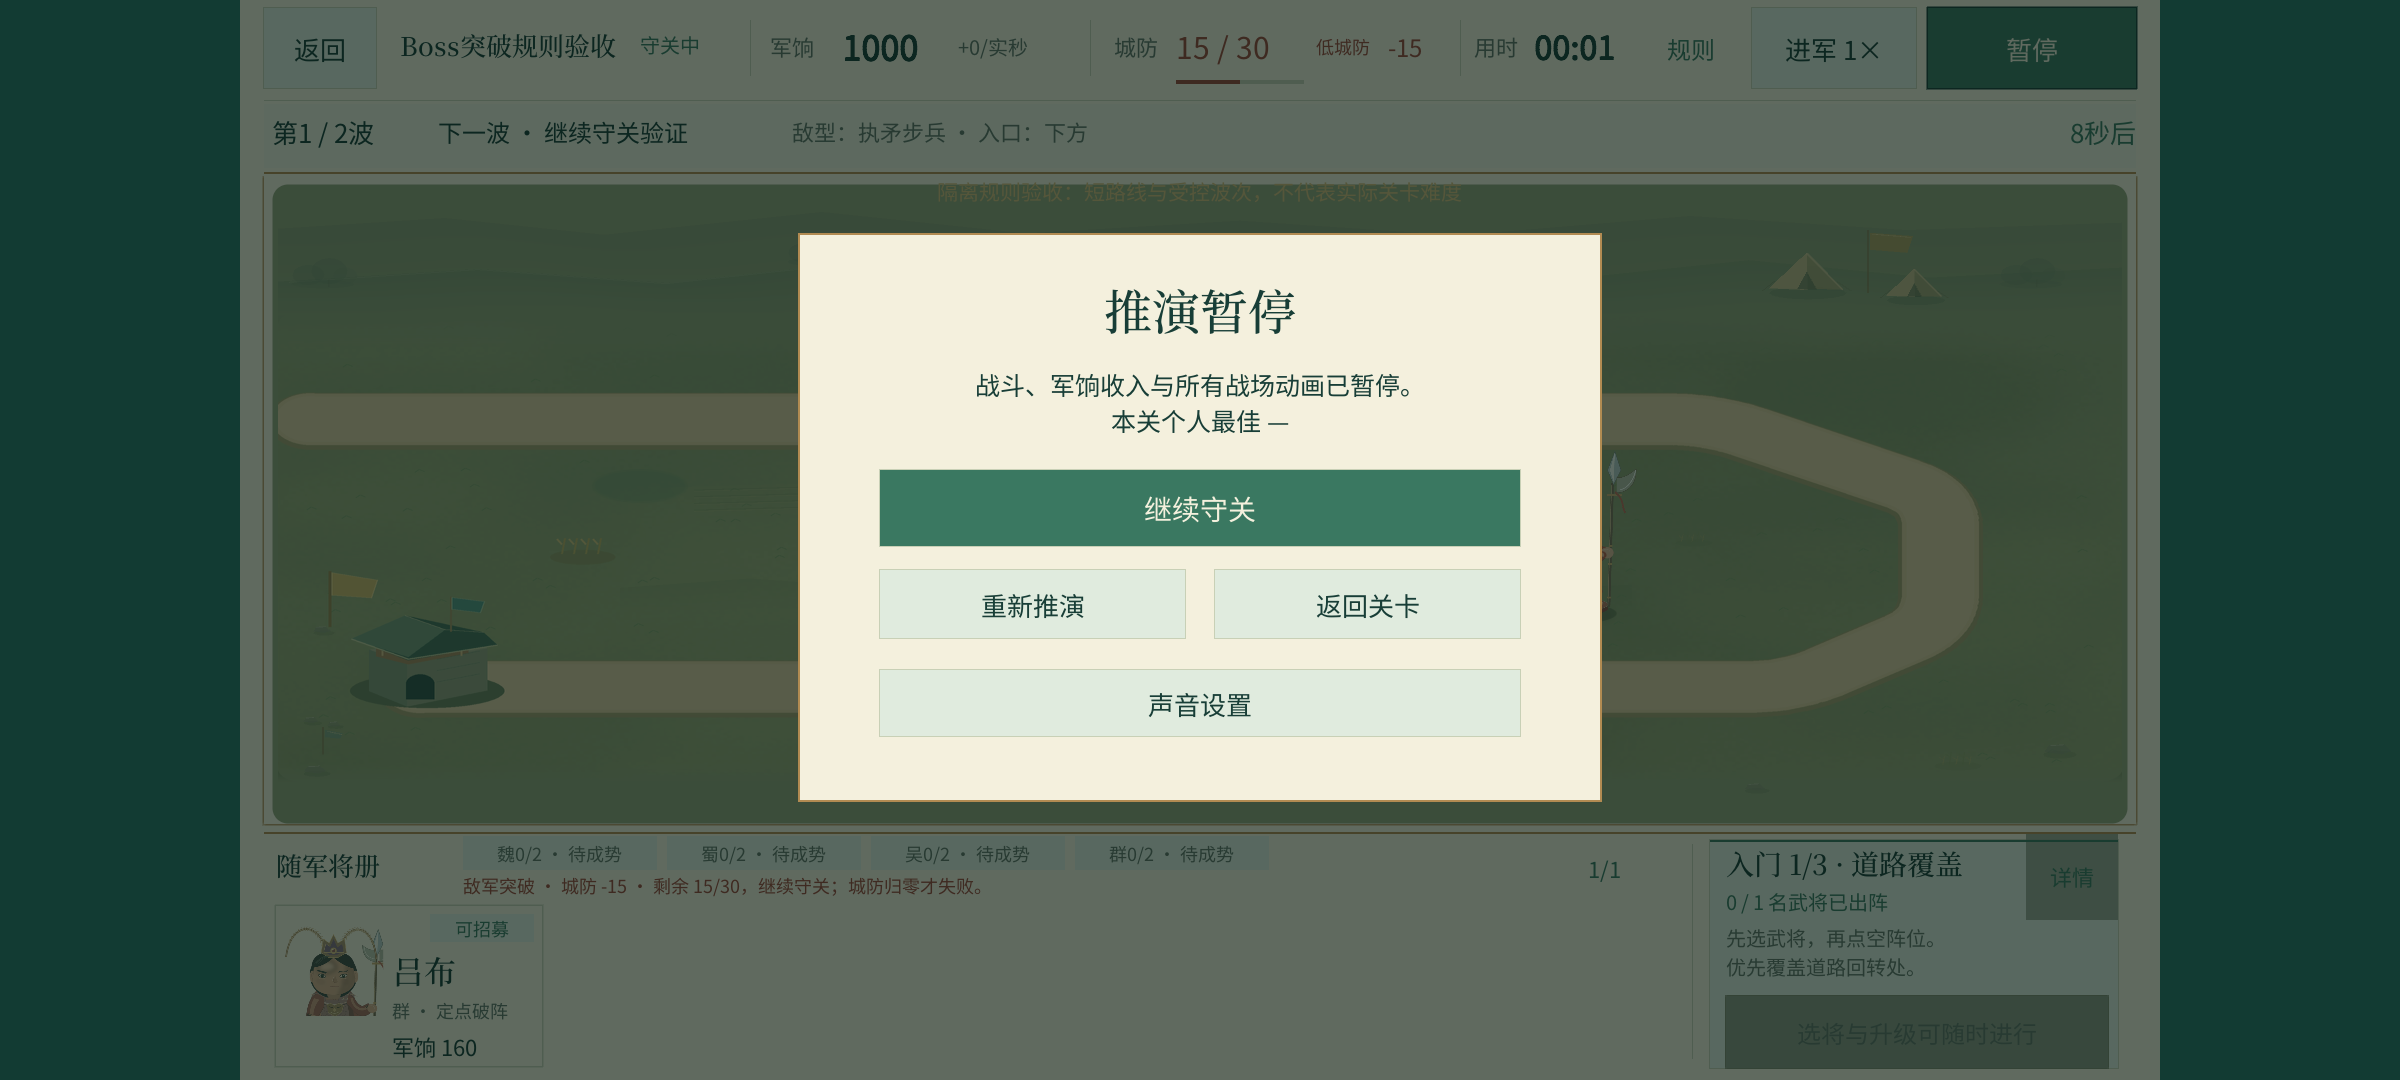 返回
Boss突破规则验收 守关中
军饷 1000 +0/实秒
城防 15 / 30 低城防 -15
用时 00:01 规则
进军 1×
暂停
第1 / 2波 下一波 · 继续守关验证 敌型：执矛步兵 · 入口：下方 8秒后
隔离规则验收：短路线与受控波次，不代表实际关卡难度
推演暂停
战斗、军饷收入与所有战场动画已暂停。
本关个人最佳 —
继续守关
重新推演 返回关卡
声音设置
随军将册
魏0/2 · 待成势 蜀0/2 · 待成势 吴0/2 · 待成势 群0/2 · 待成势
敌军突破 · 城防 -15 · 剩余 15/30，继续守关；城防归零才失败。
1/1
可招募
吕布
群 · 定点破阵
军饷 160
入门 1/3 · 道路覆盖
详情
0 / 1 名武将已出阵
先选武将，再点空阵位。
优先覆盖道路回转处。
选将与升级可随时进行